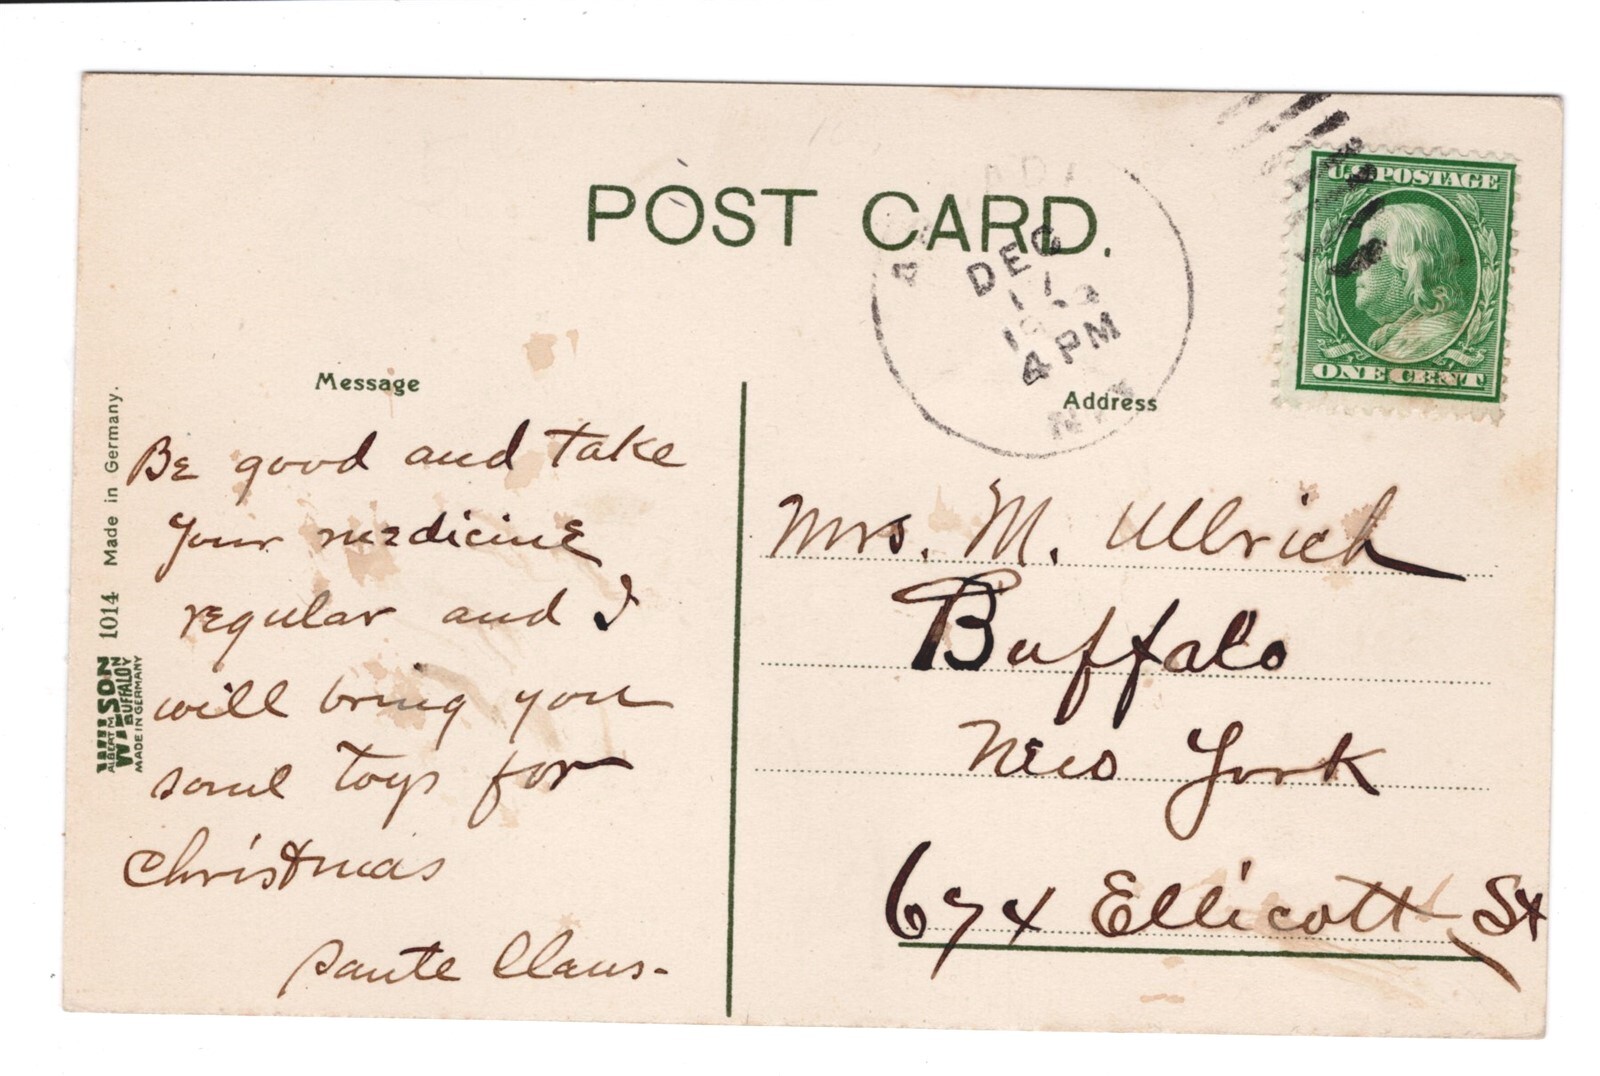 POST CARD.
DEC
17
4 PM
N.Y.
U.S. POSTAGE
ONE CENT
Message
Be good and take
your medicine
regular and I
will bring you
some toys for
Christmas
Sante Claus-
Address
Mrs. M. Ullrich
Buffalo
New York
674 Ellicott St
1014 Made in Germany.
WILSON
ALBERT M.
BUFFALO
MADE IN GERMANY